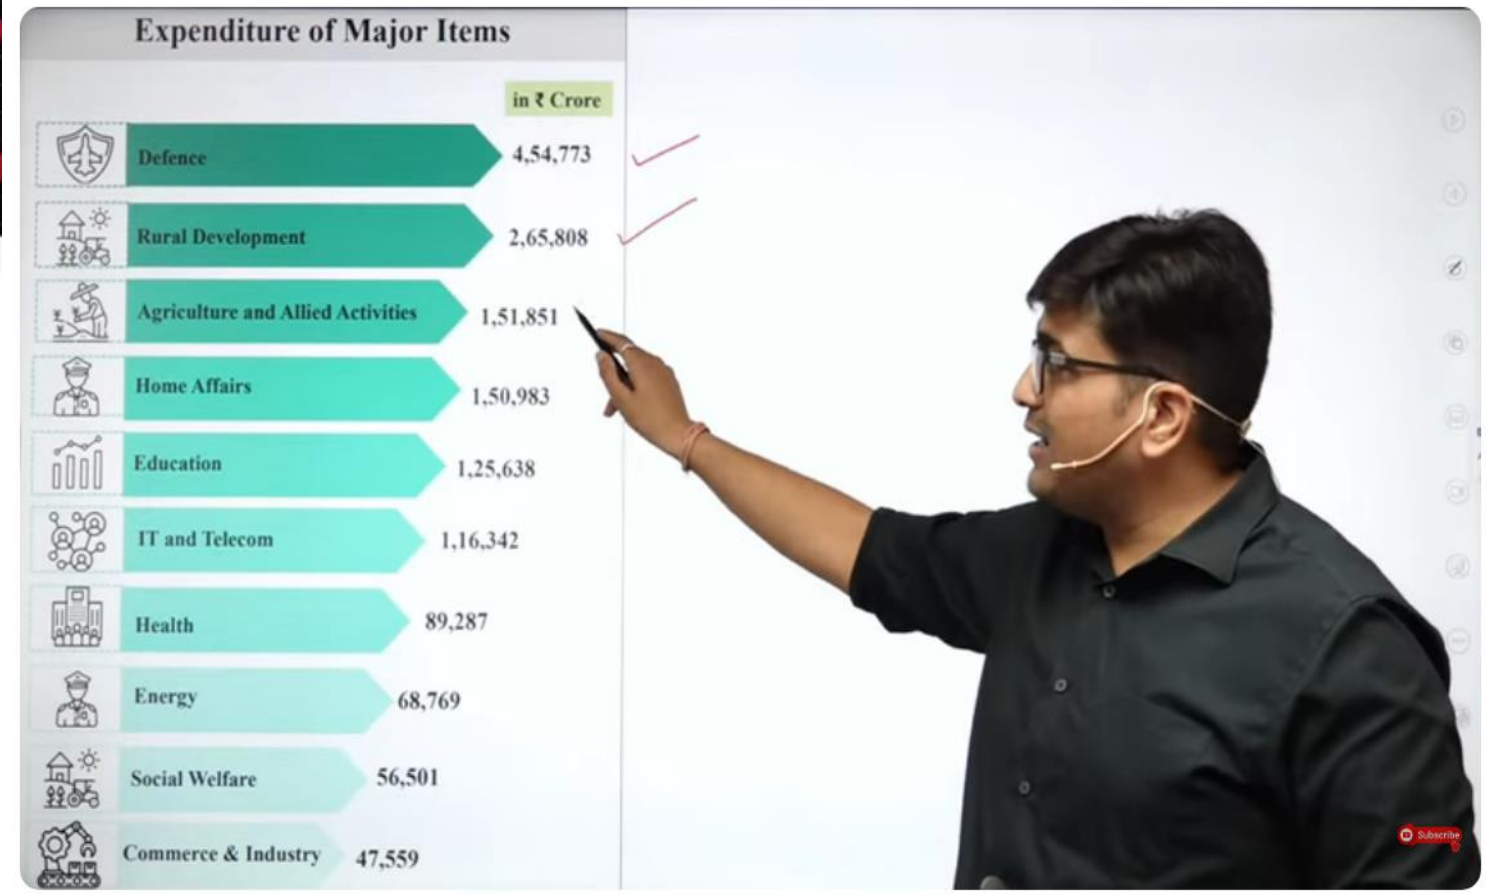 Expenditure of Major Items
in ₹ Crore
Defence 4,54,773
Rural Development 2,65,808
Agriculture and Allied Activities 1,51,851
Home Affairs 1,50,983
Education 1,25,638
IT and Telecom 1,16,342
Health 89,287
Energy 68,769
Social Welfare 56,501
Commerce & Industry 47,559
Subscribe